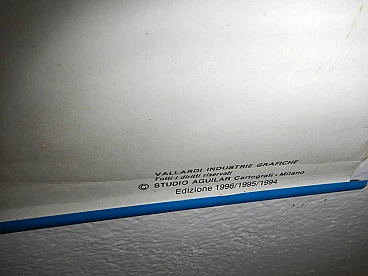 VALLARDI INDUSTRIE GRAFICHE
Tutti i diritti riservati
© STUDIO AGUILAR Cartografi - Milano
Edizione 1996/1995/1994